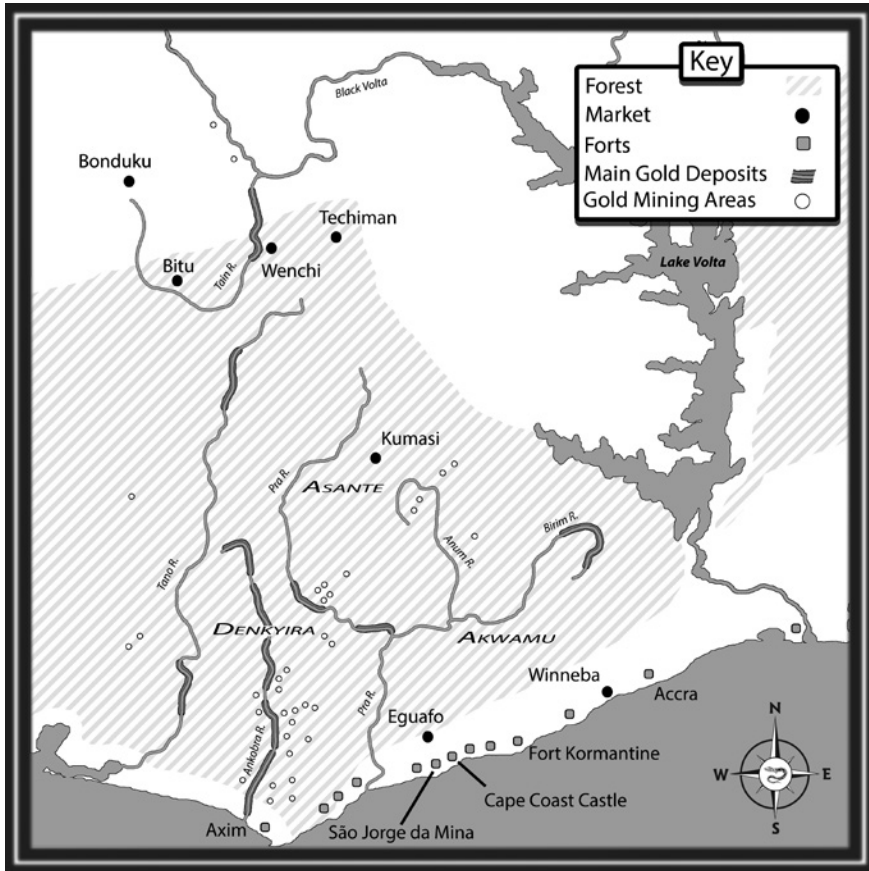 Key
Forest
Market
Forts
Main Gold Deposits
Gold Mining Areas
Black Volta
Bonduku
Techiman
Wenchi
Bitu
Tain R.
Lake Volta
Kumasi
Pra R.
ASANTE
Anum R.
Birim R.
Tano R.
DENKYIRA
AKWAMU
Winneba
Accra
Pra R.
Eguafo
Ankobra R.
Fort Kormantine
Cape Coast Castle
São Jorge da Mina
Axim
N
W
E
S